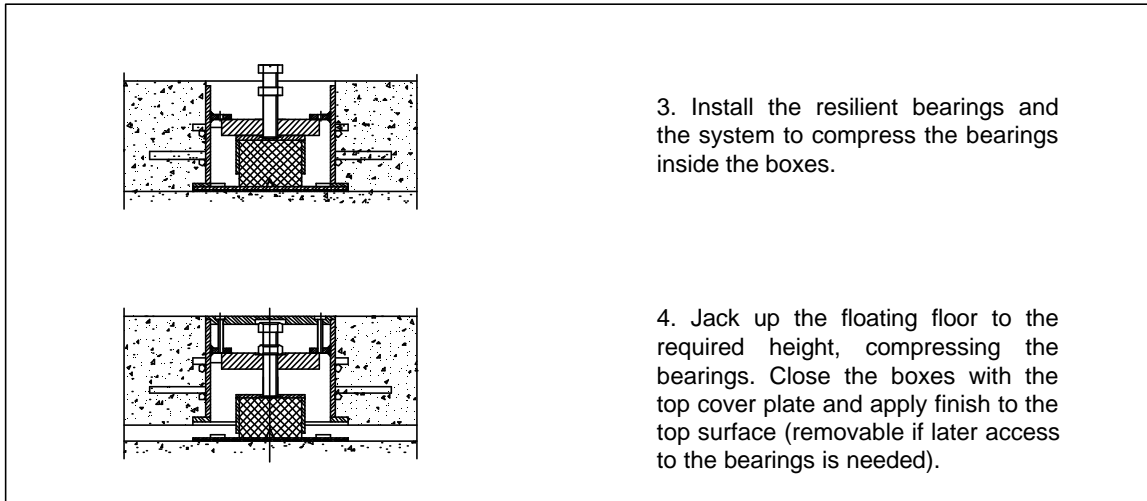 3. Install the resilient bearings and
the system to compress the bearings
inside the boxes.
4. Jack up the floating floor to the
required height, compressing the
bearings. Close the boxes with the
top cover plate and apply finish to the
top surface (removable if later access
to the bearings is needed).